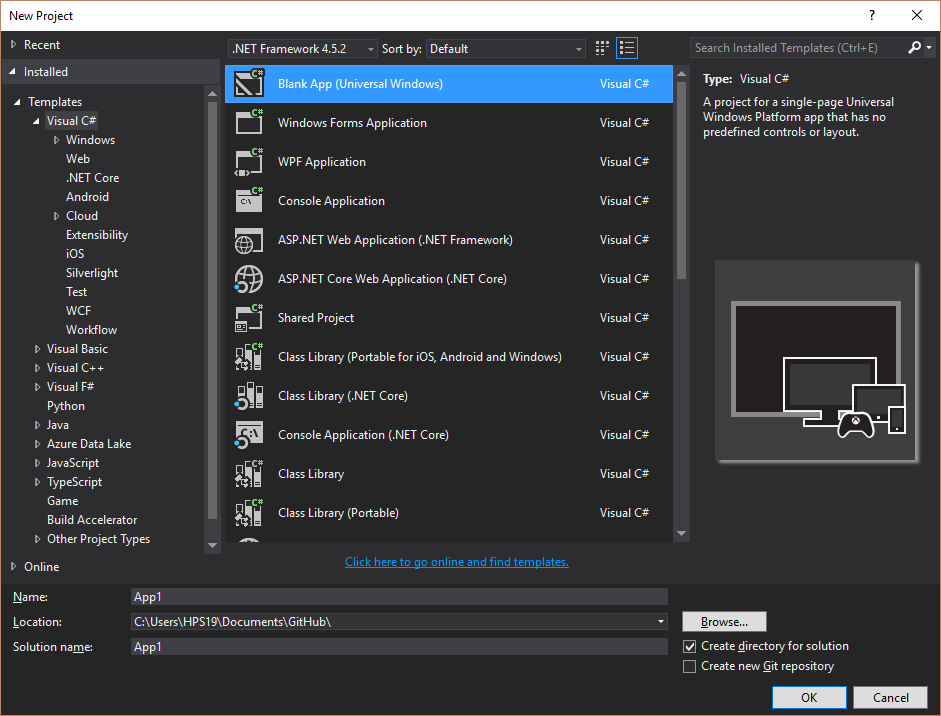 New Project
?
Recent
.NET Framework 4.5.2 Sort by: Default
Search Installed Templates (Ctrl+E)
Installed
Templates
Visual C#
Windows
Web
.NET Core
Android
Cloud
Extensibility
iOS
Silverlight
Test
WCF
Workflow
Visual Basic
Visual C++
Visual F#
Python
Java
Azure Data Lake
JavaScript
TypeScript
Game
Build Accelerator
Other Project Types
Online
Blank App (Universal Windows) Visual C#
Windows Forms Application Visual C#
WPF Application Visual C#
Console Application Visual C#
ASP.NET Web Application (.NET Framework) Visual C#
ASP.NET Core Web Application (.NET Core) Visual C#
Shared Project Visual C#
Class Library (Portable for iOS, Android and Windows) Visual C#
Class Library (.NET Core) Visual C#
Console Application (.NET Core) Visual C#
Class Library Visual C#
Class Library (Portable) Visual C#
Click here to go online and find templates.
Type: Visual C#
A project for a single-page Universal
Windows Platform app that has no
predefined controls or layout.
Name: App1
Location: C:\Users\HPS19\Documents\GitHub\
Browse...
Solution name: App1
Create directory for solution
Create new Git repository
OK Cancel